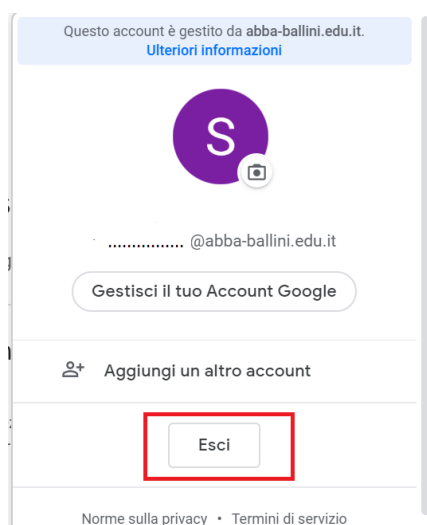 Questo account è gestito da abba-ballini.edu.it.
Ulteriori informazioni
S
................ @abba-ballini.edu.it
Gestisci il tuo Account Google
Aggiungi un altro account
Esci
Norme sulla privacy • Termini di servizio